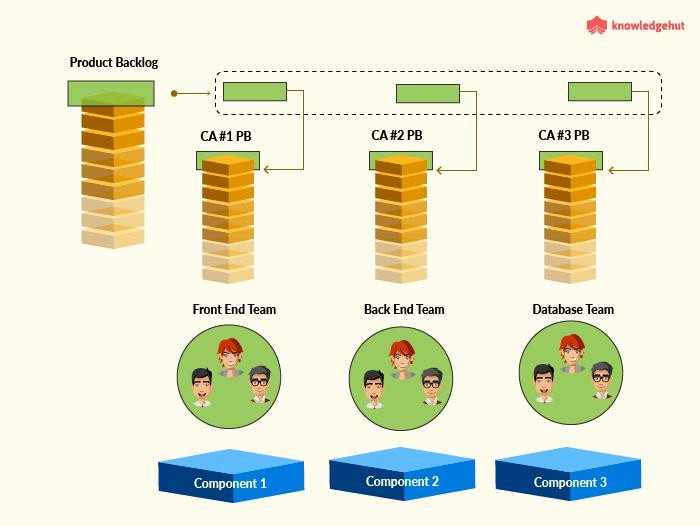 knowledgehut
Product Backlog
CA #1 PB
CA #2 PB
CA #3 PB
Front End Team
Back End Team
Database Team
Component 1
Component 2
Component 3